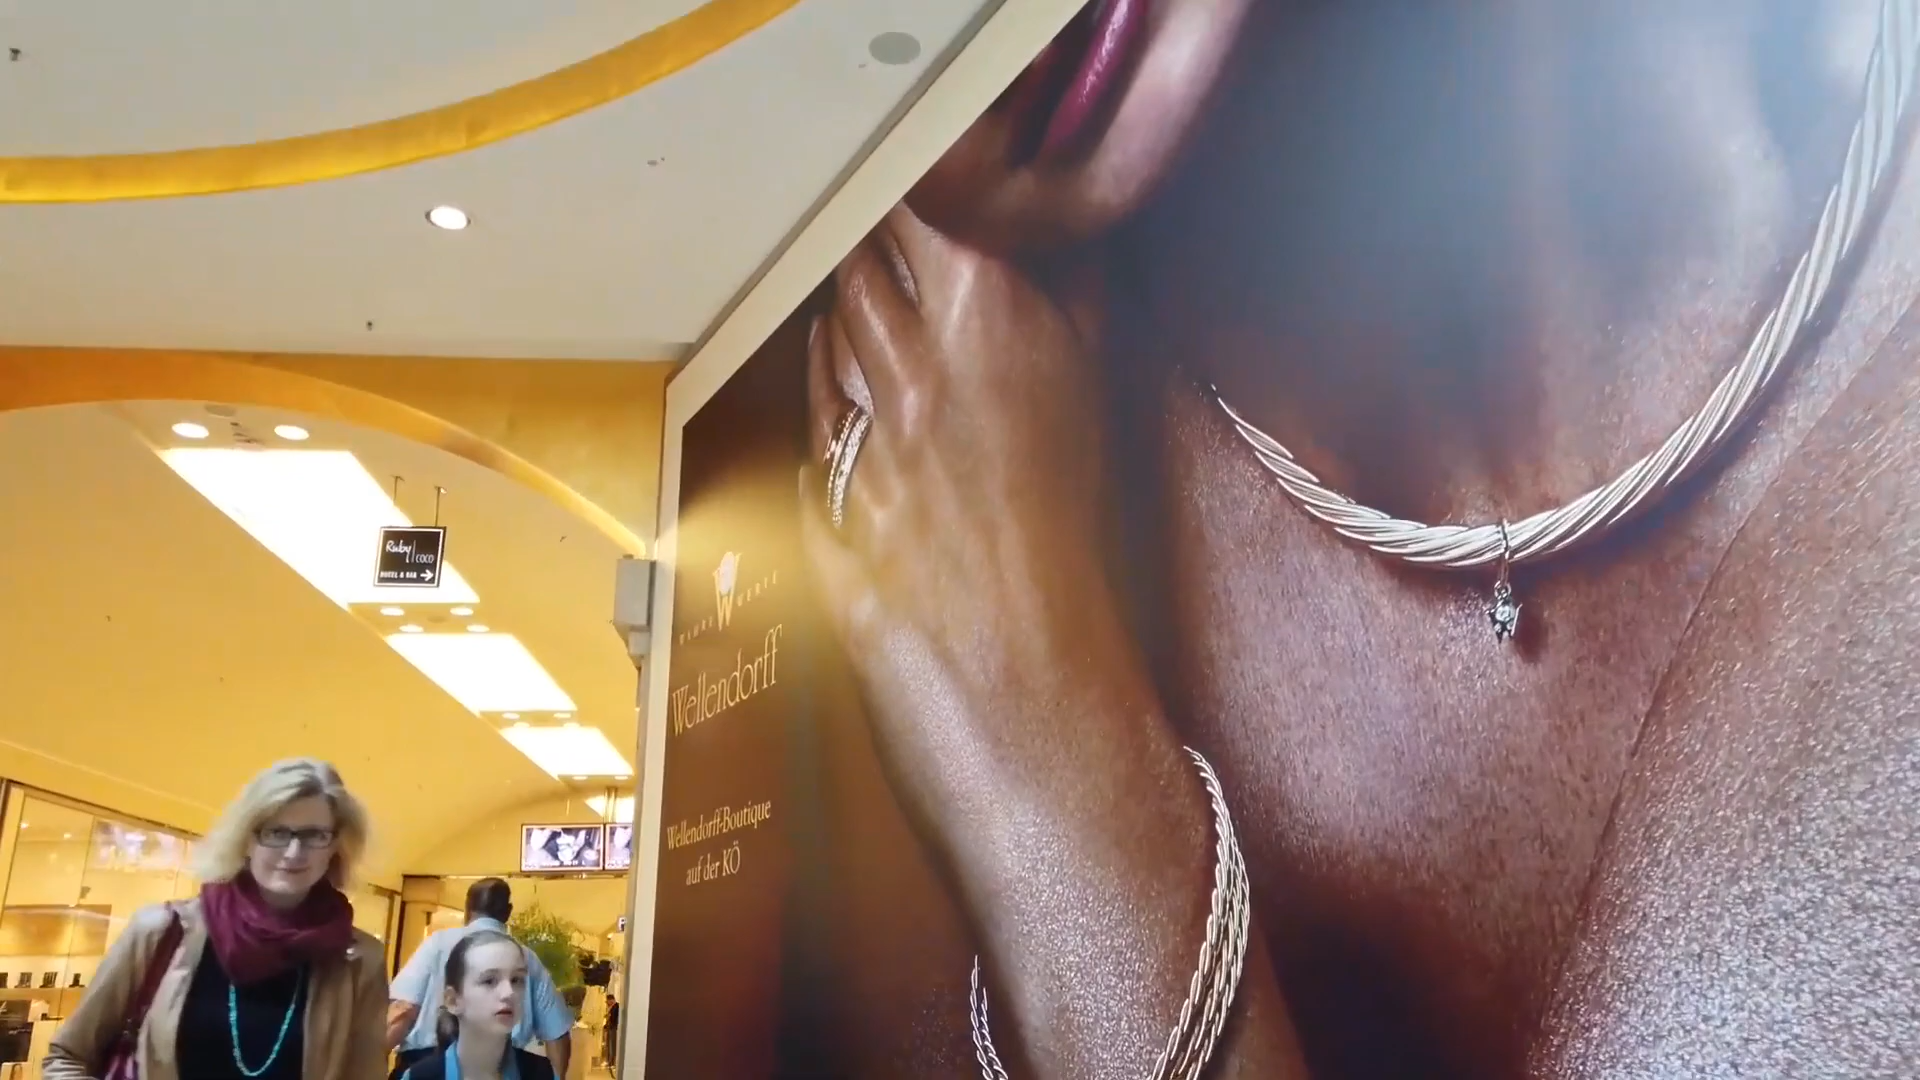 Ruby COCO
HOTEL & BAR →
WAHRE WERTE
Wellendorff
Wellendorff-Boutique
auf der KÖ